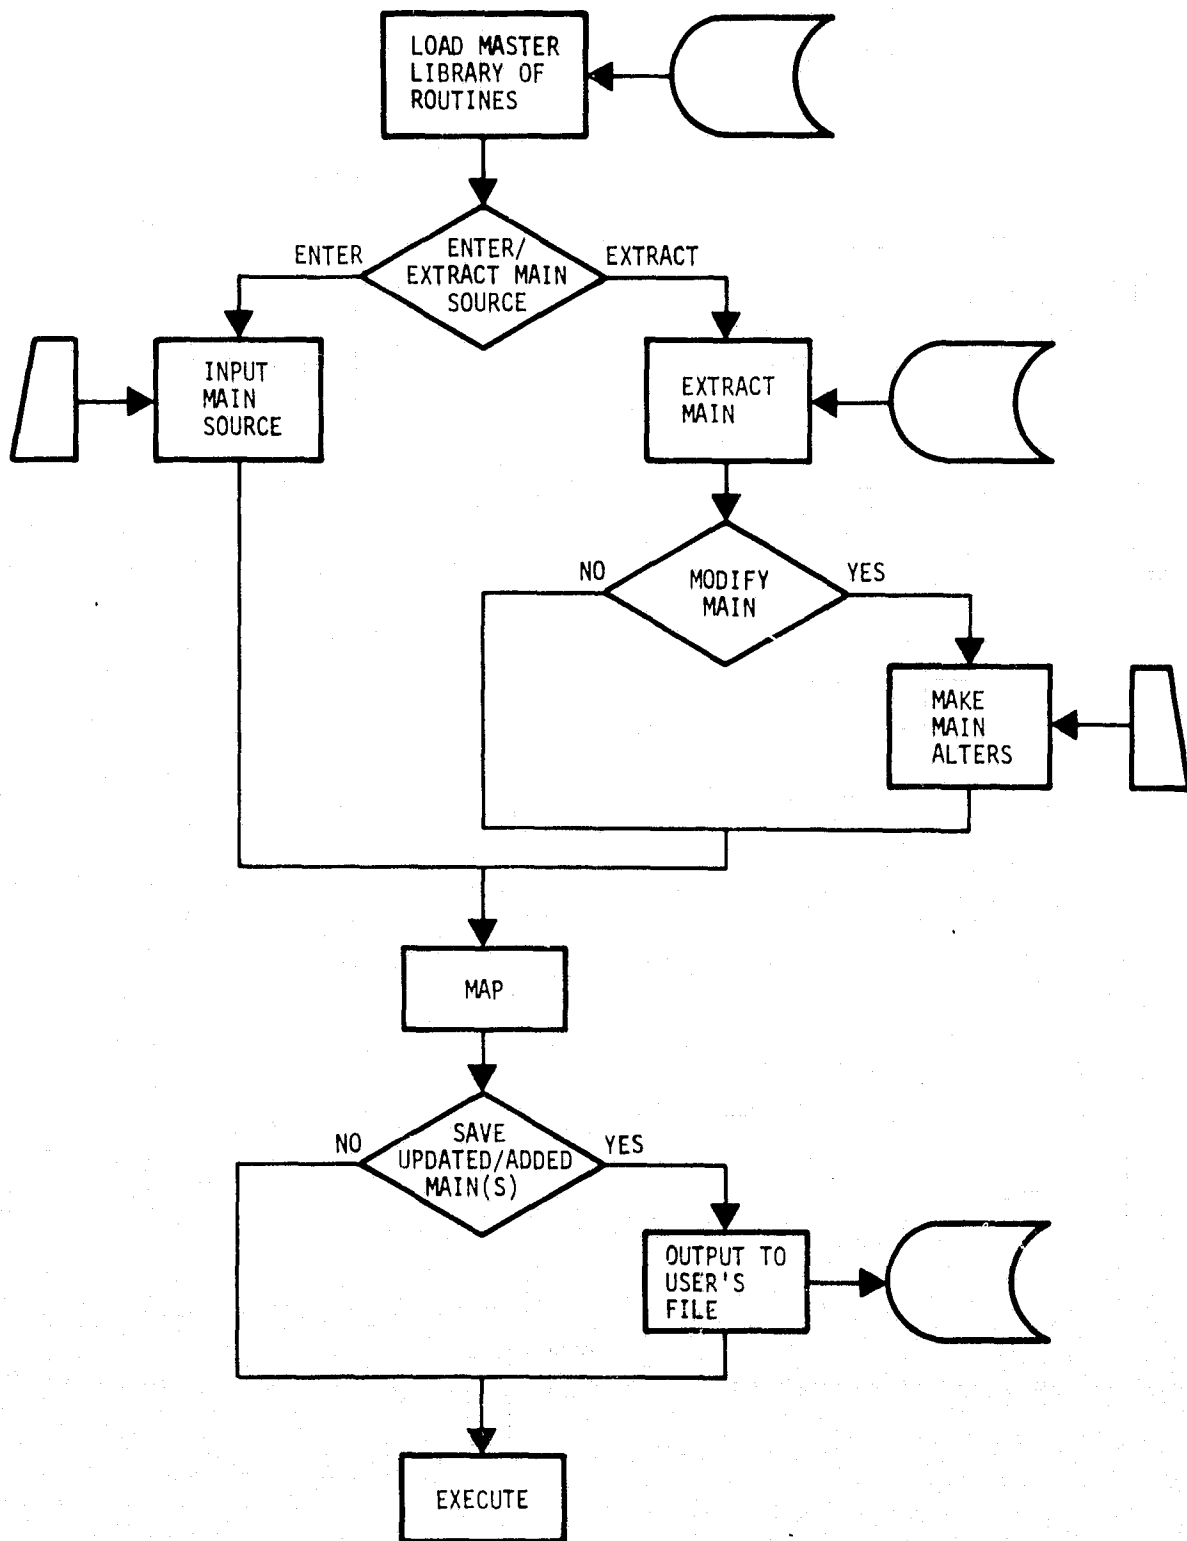 LOAD MASTER
LIBRARY OF
ROUTINES
ENTER
ENTER/
EXTRACT MAIN
SOURCE
EXTRACT
INPUT
MAIN
SOURCE
EXTRACT
MAIN
NO
MODIFY
MAIN
YES
MAKE
MAIN
ALTERS
MAP
NO
SAVE
UPDATED/ADDED
MAIN(S)
YES
OUTPUT TO
USER'S
FILE
EXECUTE